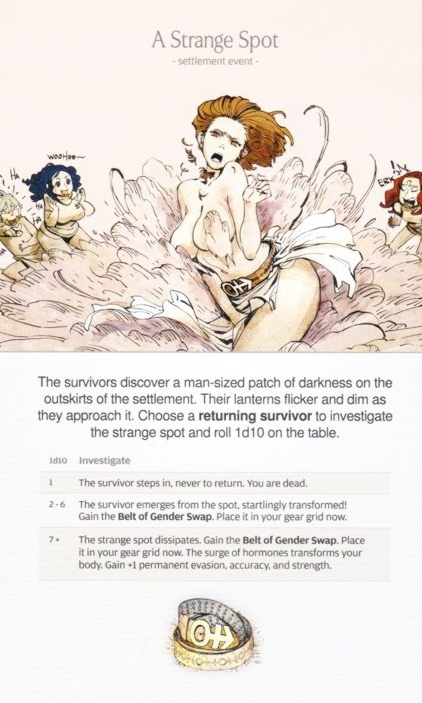 A Strange Spot
- settlement event -
WOOHOO~
HA
HA
HA
The survivors discover a man-sized patch of darkness on the
outskirts of the settlement. Their lanterns flicker and dim as
they approach it. Choose a returning survivor to investigate
the strange spot and roll 1d10 on the table.
1d10 Investigate
1 The survivor steps in, never to return. You are dead.
2 - 6 The survivor emerges from the spot, startlingly transformed!
Gain the Belt of Gender Swap. Place it in your gear grid now.
7 + The strange spot dissipates. Gain the Belt of Gender Swap. Place
it in your gear grid now. The surge of hormones transforms your
body. Gain +1 permanent evasion, accuracy, and strength.